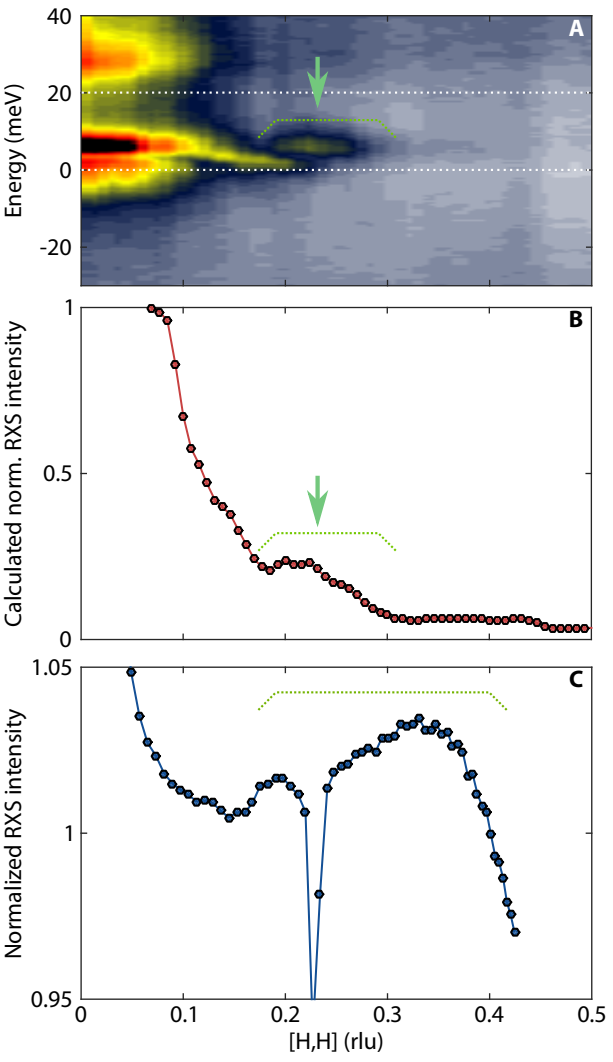 A
40
20
0
-20
Energy (meV)
B
1
0.5
0
Calculated norm. RXS intensity
C
1.05
1
0.95
Normalized RXS intensity
0 0.1 0.2 0.3 0.4 0.5
[H,H] (rlu)